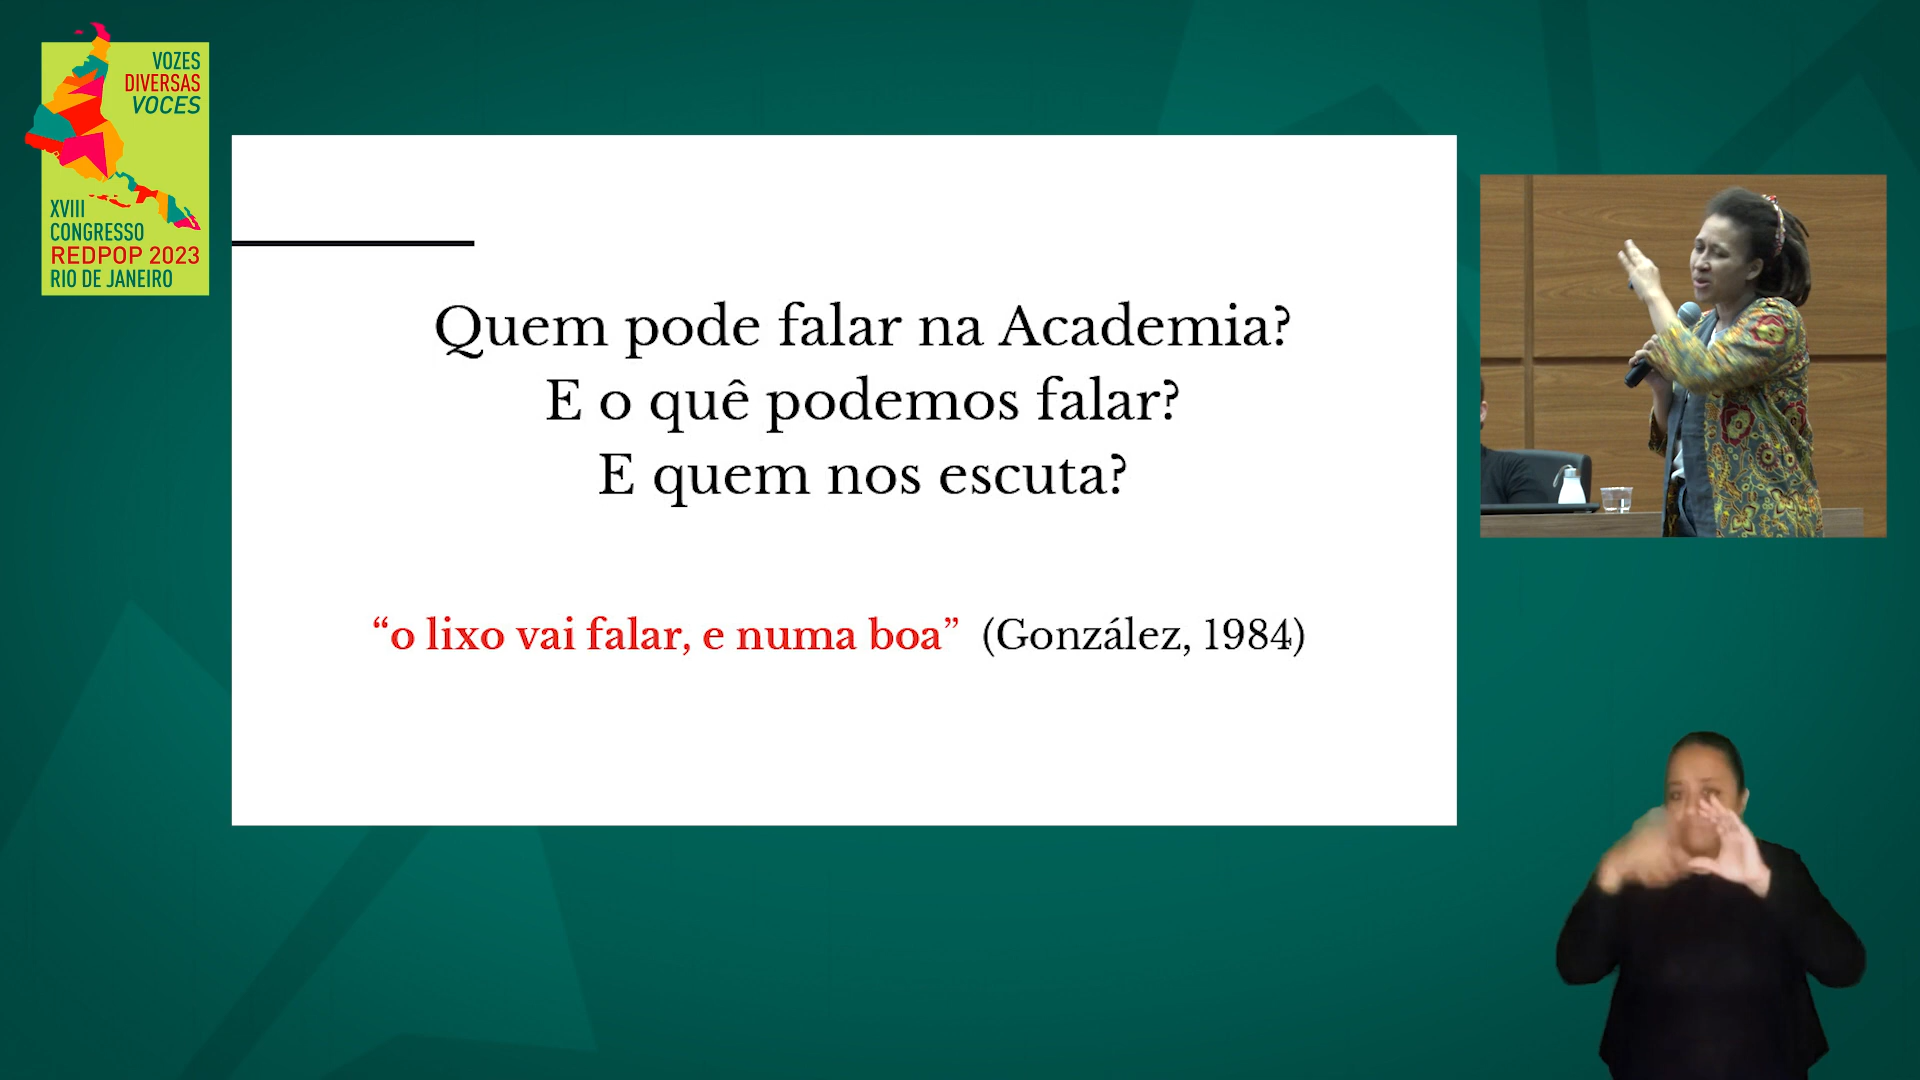 VOZES
DIVERSAS
VOCES
XVIII
CONGRESSO
REDPOP 2023
RIO DE JANEIRO
Quem pode falar na Academia?
E o quê podemos falar?
E quem nos escuta?
“o lixo vai falar, e numa boa” (González, 1984)